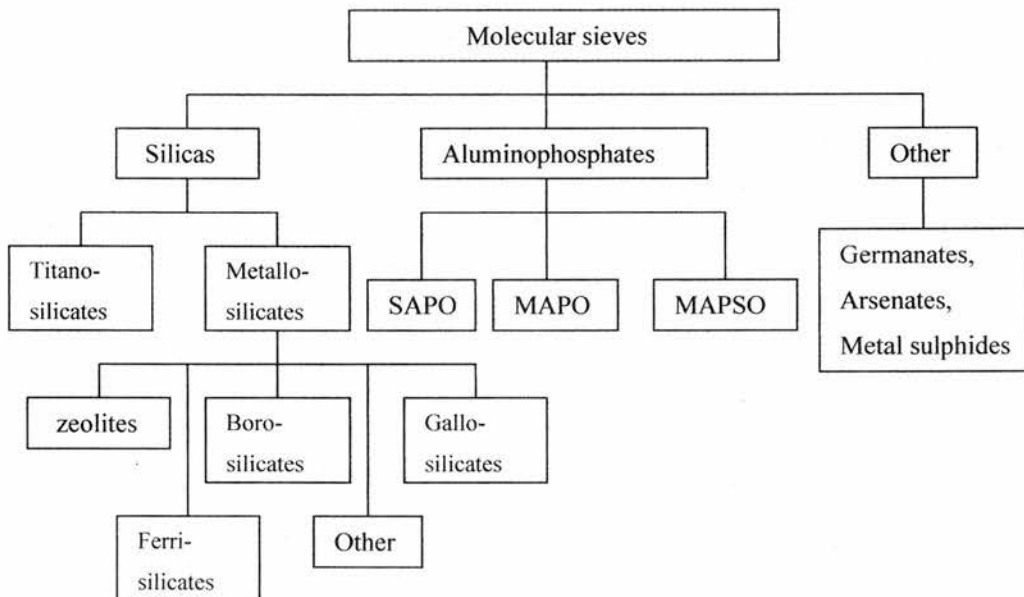 Molecular sieves
Silicas
Aluminophosphates
Other
Titano-
silicates
Metallo-
silicates
SAPO
MAPO
MAPSO
Germanates,
Arsenates,
Metal sulphides
zeolites
Boro-
silicates
Gallo-
silicates
Ferri-
silicates
Other